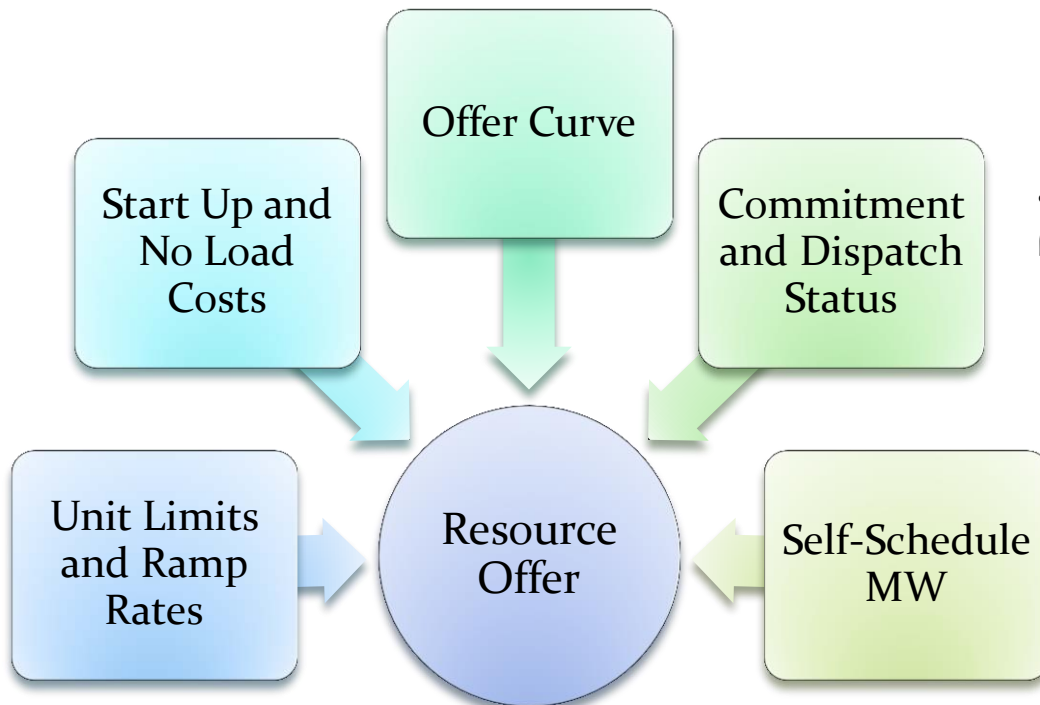 Offer Curve
Start Up and
No Load
Costs
Commitment
and Dispatch
Status
Unit Limits
and Ramp
Rates
Resource
Offer
Self-Schedule
MW